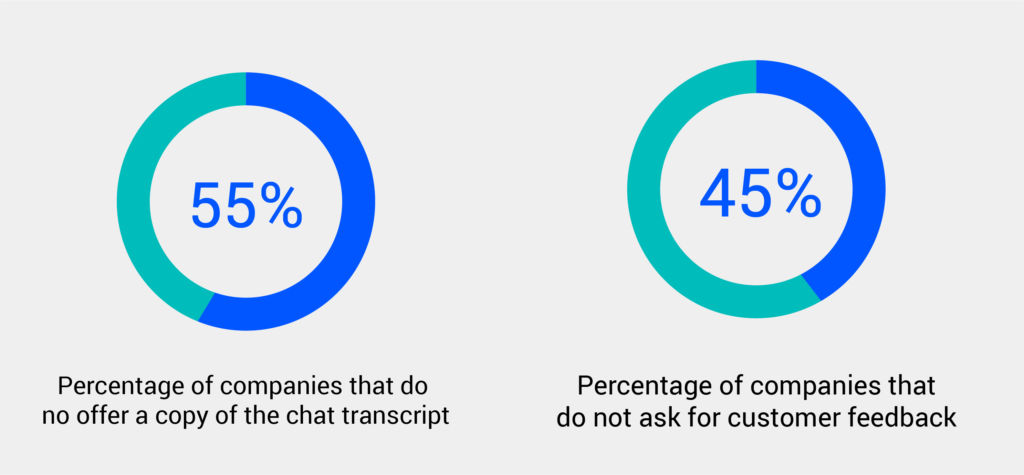 55%
Percentage of companies that do
no offer a copy of the chat transcript
45%
Percentage of companies that
do not ask for customer feedback